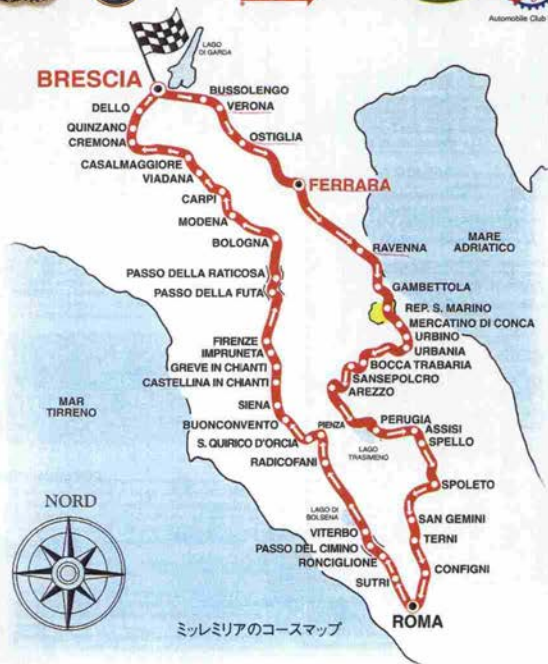 Automobile Club
LAGO
DI GARDA
BRESCIA
BUSSOLENGO
VERONA
DELLO
QUINZANO
CREMONA
OSTIGLIA
CASALMAGGIORE
VIADANA
FERRARA
CARPI
MODENA
BOLOGNA
RAVENNA
MARE
ADRIATICO
PASSO DELLA RATICOSA
PASSO DELLA FUTA
GAMBETTOLA
REP. S. MARINO
MERCATINO DI CONCA
URBINO
URBANIA
BOCCA TRABARIA
SANSEPOLCRO
AREZZO
FIRENZE
IMPRUNETA
GREVE IN CHIANTI
CASTELLINA IN CHIANTI
MAR
TIRRENO
SIENA
BUONCONVENTO
PIENZA
PERUGIA
ASSISI
SPELLO
S. QUIRICO D'ORCIA
LAGO
TRASIMENO
RADICOFANI
SPOLETO
NORD
LAGO DI
BOLSENA
SAN GEMINI
VITERBO
TERNI
PASSO DEL CIMINO
RONCIGLIONE
CONFIGNI
SUTRI
ROMA
ミッレミリアのコースマップ